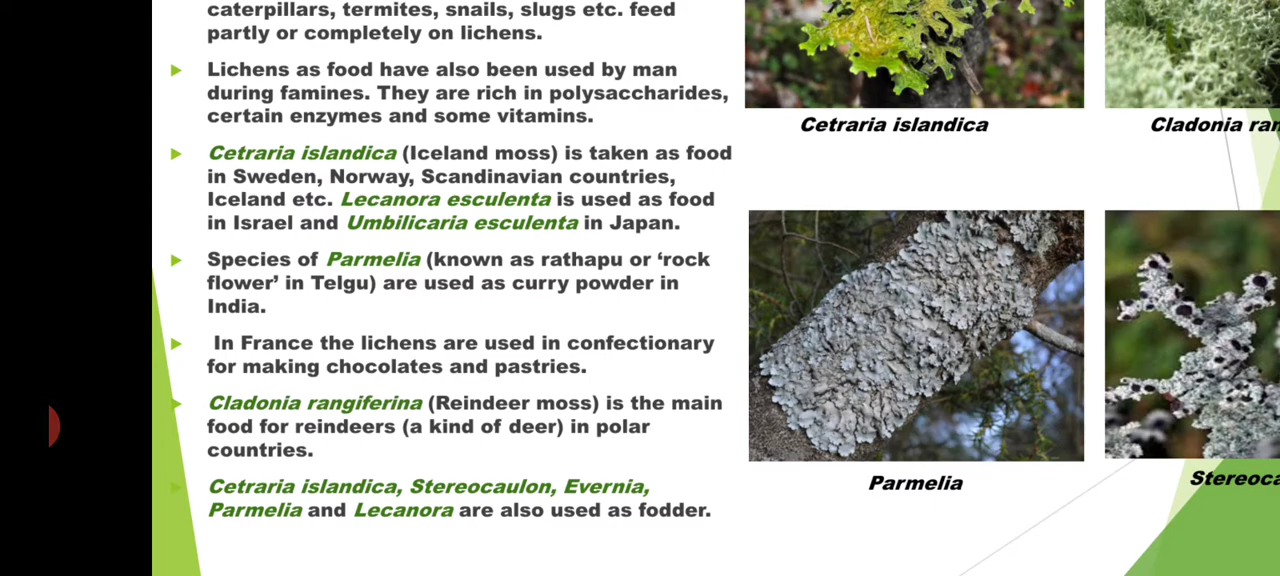 caterpillars, termites, snails, slugs etc. feed
partly or completely on lichens.
Lichens as food have also been used by man
during famines. They are rich in polysaccharides,
certain enzymes and some vitamins.
Cetraria islandica (Iceland moss) is taken as food
in Sweden, Norway, Scandinavian countries,
Iceland etc. Lecanora esculenta is used as food
in Israel and Umbilicaria esculenta in Japan.
Species of Parmelia (known as rathapu or ‘rock
flower’ in Telgu) are used as curry powder in
India.
In France the lichens are used in confectionary
for making chocolates and pastries.
Cladonia rangiferina (Reindeer moss) is the main
food for reindeers (a kind of deer) in polar
countries.
Cetraria islandica, Stereocaulon, Evernia,
Parmelia and Lecanora are also used as fodder.
Cetraria islandica
Cladonia ran
Parmelia
Stereoca